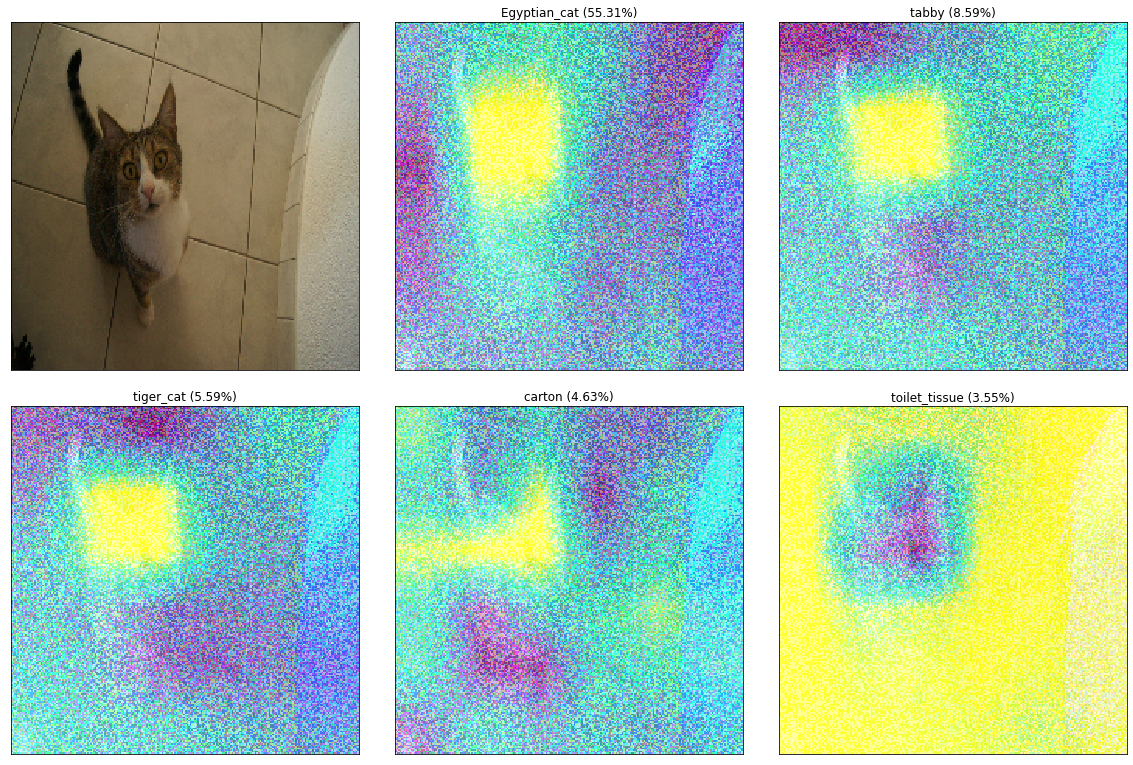 Egyptian_cat (55.31%)
tabby (8.59%)
tiger_cat (5.59%)
carton (4.63%)
toilet_tissue (3.55%)